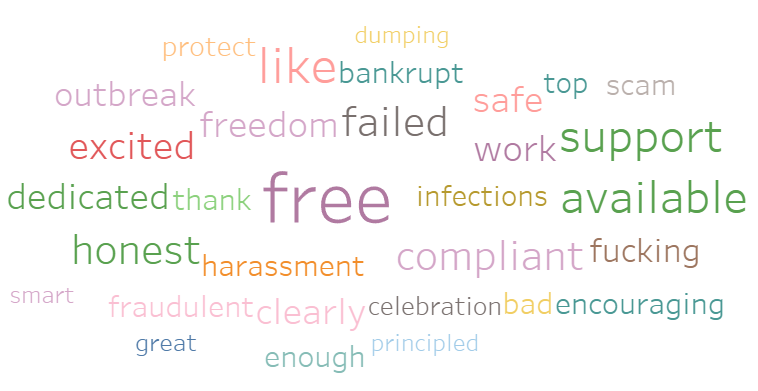 dumping
protect like bankrupt
outbreak safe top scam
freedom failed
excited work support
dedicated thank free infections available
honest compliant fucking
harassment
smart fraudulent clearly celebration bad encouraging
great enough principled